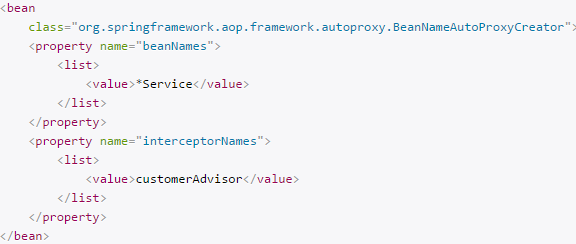 <bean
    class="org.springframework.aop.framework.autoproxy.BeanNameAutoProxyCreator">
    <property name="beanNames">
        <list>
            <value>*Service</value>
        </list>
    </property>
    <property name="interceptorNames">
        <list>
            <value>customerAdvisor</value>
        </list>
    </property>
</bean>